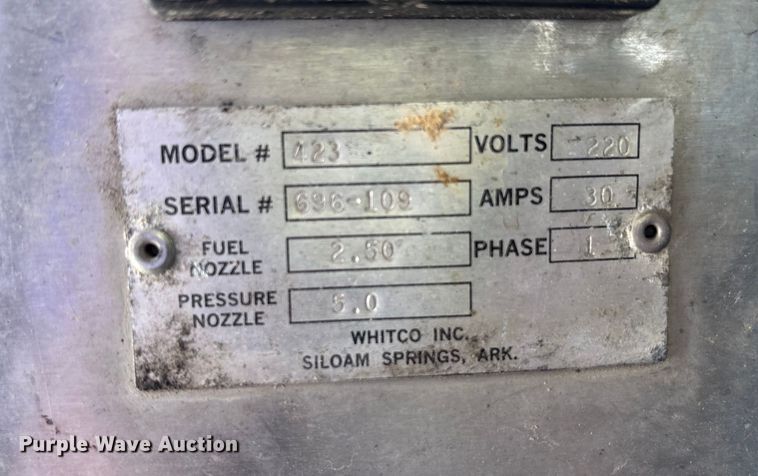 MODEL # 423 VOLTS 220
SERIAL # 696-109 AMPS 30
FUEL NOZZLE 2.50 PHASE 1
PRESSURE NOZZLE 5.0
WHITCO INC.
SILOAM SPRINGS, ARK.
Purple Wave Auction